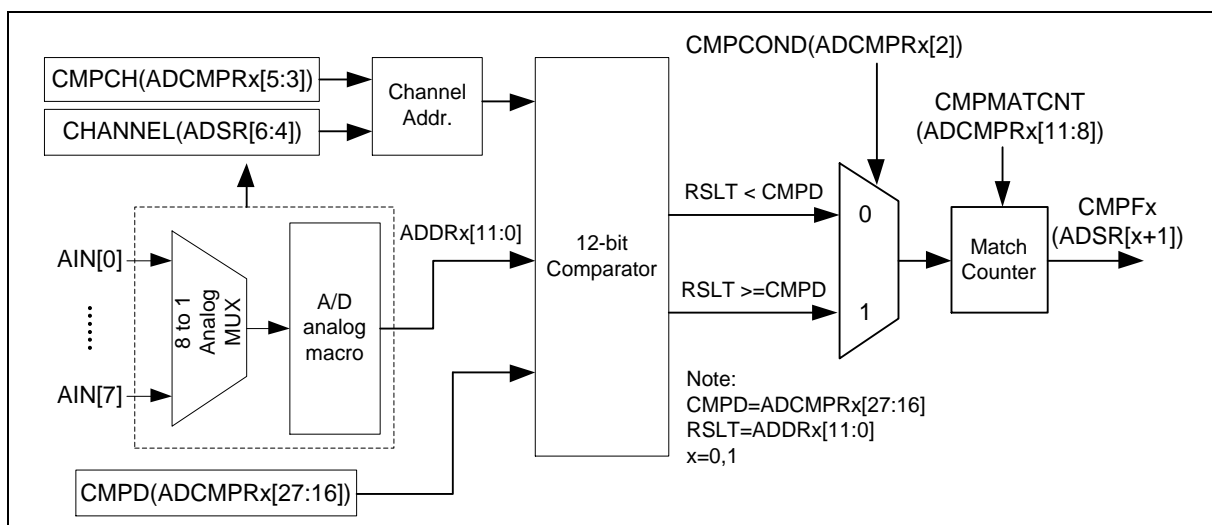 CMPCOND(ADCMPRx[2])
CMPCH(ADCMPRx[5:3])
CHANNEL(ADSR[6:4])
Channel
Addr.
CMPMATCNT
(ADCMPRx[11:8])
AIN[0]
AIN[7]
8 to 1
Analog
MUX
A/D
analog
macro
ADDRx[11:0]
12-bit
Comparator
RSLT < CMPD
RSLT >=CMPD
0
1
Match
Counter
CMPFx
(ADSR[x+1])
Note:
CMPD=ADCMPRx[27:16]
RSLT=ADDRx[11:0]
x=0,1
CMPD(ADCMPRx[27:16])